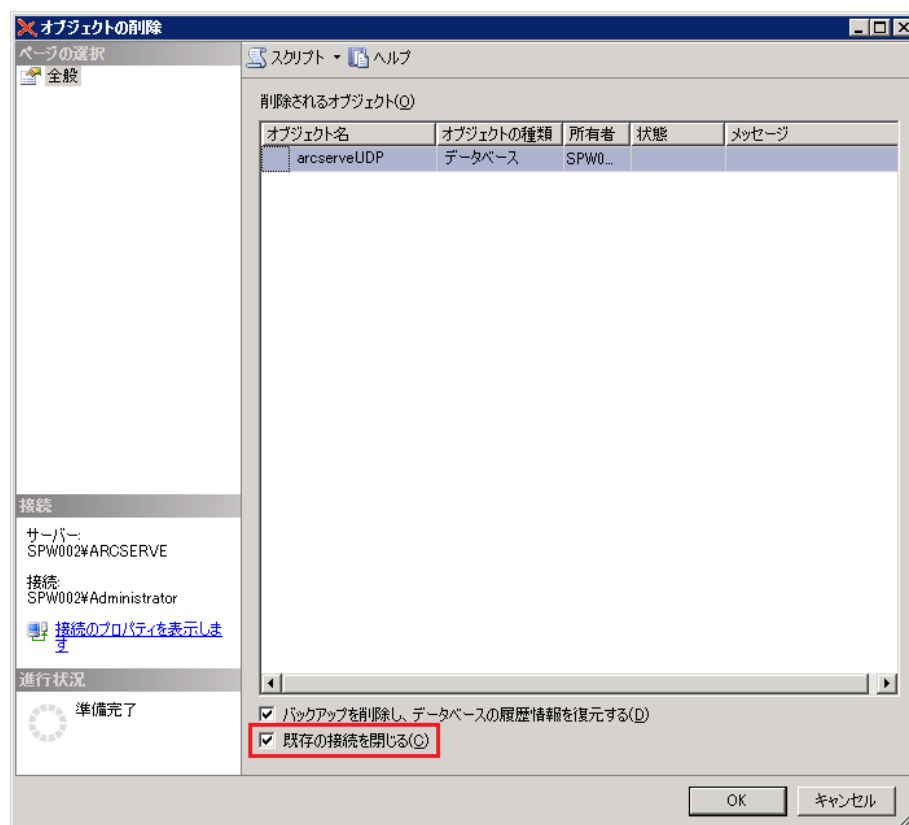 オブジェクトの削除
ページの選択
全般
スクリプト
ヘルプ
削除されるオブジェクト(O)
オブジェクト名 オブジェクトの種類 所有者 状態 メッセージ
arcserveUDP データベース SPW0...
接続
サーバー:
SPW002¥ARCSERVE
接続:
SPW002¥Administrator
接続のプロパティを表示しま
す
進行状況
準備完了
バックアップを削除し、データベースの履歴情報を復元する(D)
既存の接続を閉じる(C)
OK
キャンセル